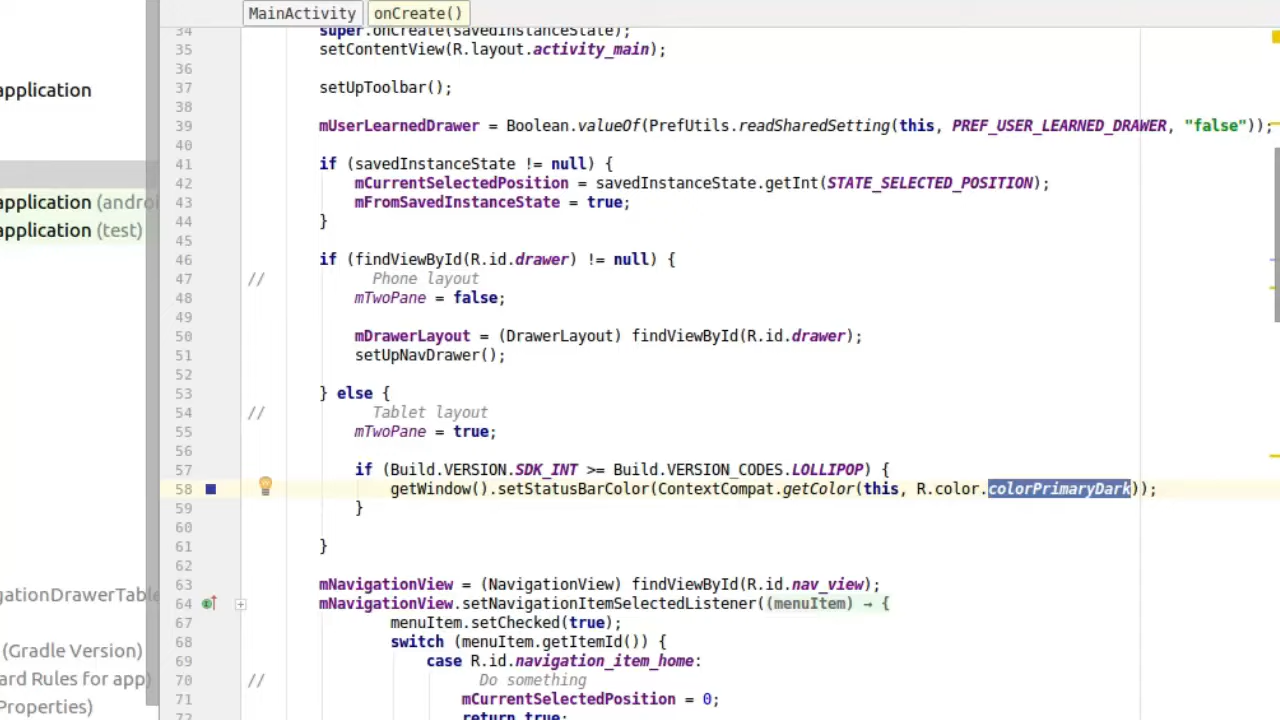 MainActivity onCreate()
application
application (androi
application (test)
gationDrawerTable
(Gradle Version)
ard Rules for app)
Properties)
34 super.onCreate(savedInstanceState);
35 setContentView(R.layout.activity_main);
36
37 setUpToolbar();
38
39 mUserLearnedDrawer = Boolean.valueOf(PrefUtils.readSharedSetting(this, PREF_USER_LEARNED_DRAWER, "false"));
40
41 if (savedInstanceState != null) {
42 mCurrentSelectedPosition = savedInstanceState.getInt(STATE_SELECTED_POSITION);
43 mFromSavedInstanceState = true;
44 }
45
46 if (findViewById(R.id.drawer) != null) {
47 // Phone layout
48 mTwoPane = false;
49
50 mDrawerLayout = (DrawerLayout) findViewById(R.id.drawer);
51 setUpNavDrawer();
52
53 } else {
54 // Tablet layout
55 mTwoPane = true;
56
57 if (Build.VERSION.SDK_INT >= Build.VERSION_CODES.LOLLIPOP) {
58 getWindow().setStatusBarColor(ContextCompat.getColor(this, R.color.colorPrimaryDark));
59 }
60
61 }
62
63 mNavigationView = (NavigationView) findViewById(R.id.nav_view);
64 mNavigationView.setNavigationItemSelectedListener((menuItem) → {
67 menuItem.setChecked(true);
68 switch (menuItem.getItemId()) {
69 case R.id.navigation_item_home:
70 // Do something
71 mCurrentSelectedPosition = 0;
72 return true;